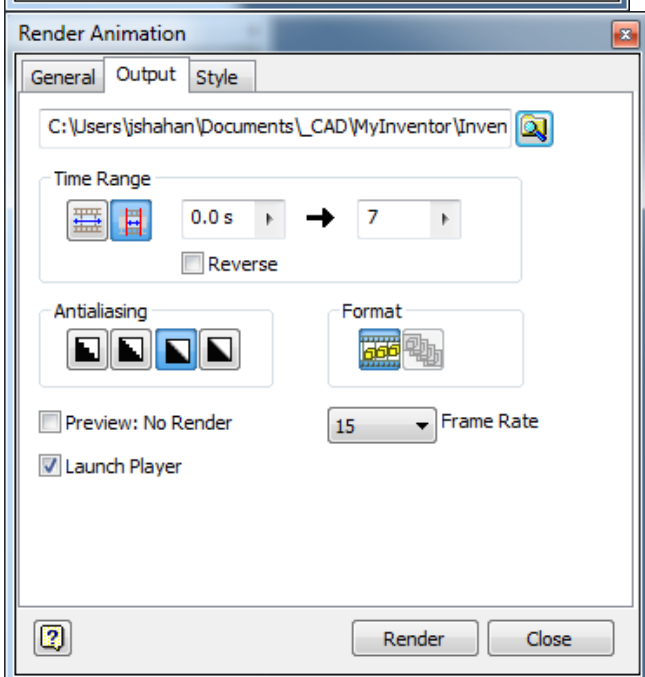 Render Animation
General Output Style
C:\Users\jshahan\Documents\_CAD\MyInventor\Inven
Time Range
0.0 s 7
Reverse
Antialiasing Format
Preview: No Render 15 Frame Rate
Launch Player
Render Close